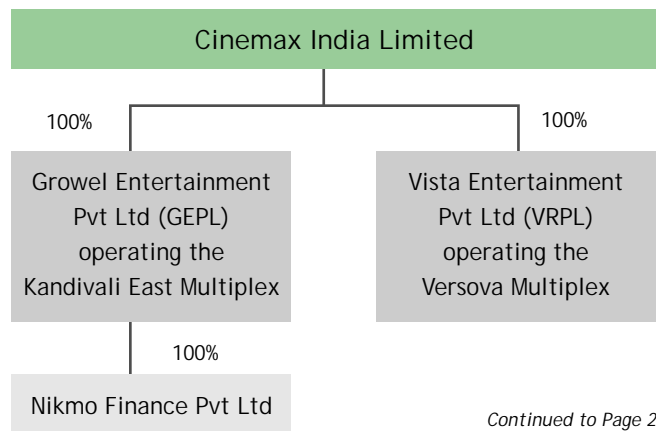 Cinemax India Limited
100%
100%
Growel Entertainment
Pvt Ltd (GEPL)
operating the
Kandivali East Multiplex
Vista Entertainment
Pvt Ltd (VRPL)
operating the
Versova Multiplex
100%
Nikmo Finance Pvt Ltd
Continued to Page 2